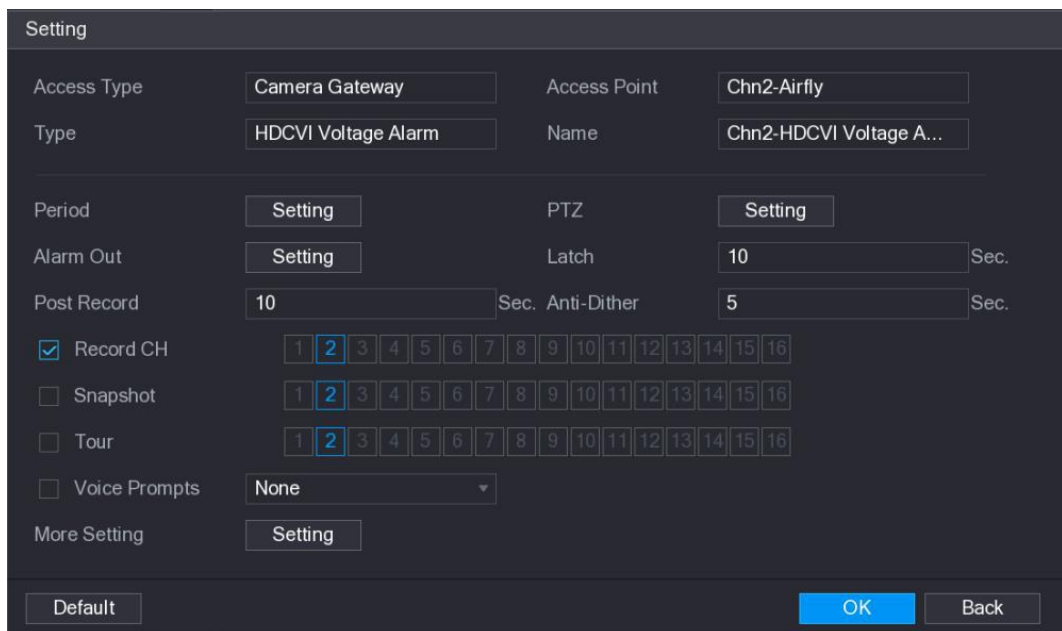 Setting
Access Type Camera Gateway Access Point Chn2-Airfly
Type HDCVI Voltage Alarm Name Chn2-HDCVI Voltage A...
Period Setting PTZ Setting
Alarm Out Setting Latch 10 Sec.
Post Record 10 Sec. Anti-Dither 5 Sec.
Record CH 1 2 3 4 5 6 7 8 9 10 11 12 13 14 15 16
Snapshot 1 2 3 4 5 6 7 8 9 10 11 12 13 14 15 16
Tour 1 2 3 4 5 6 7 8 9 10 11 12 13 14 15 16
Voice Prompts None
More Setting Setting
Default OK Back